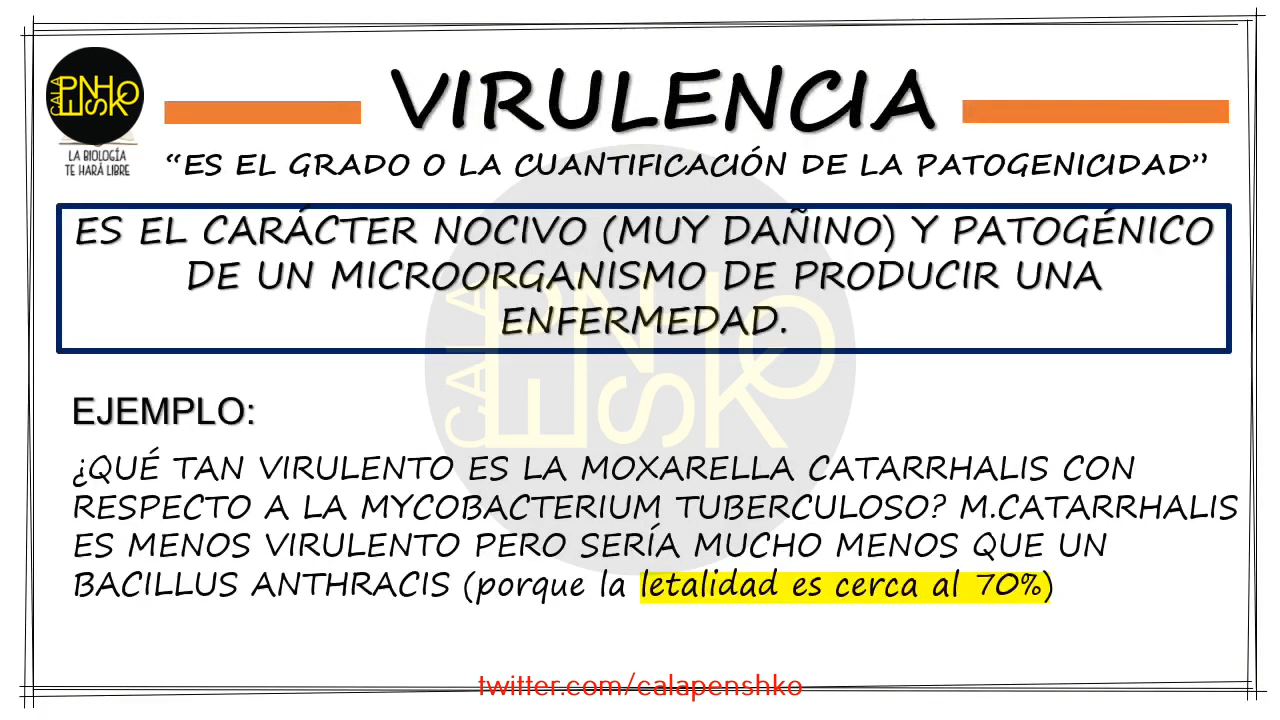 CALA
PENHSKO
LA BIOLOGÍA
TE HARÁ LIBRE
VIRULENCIA
“ES EL GRADO O LA CUANTIFICACIÓN DE LA PATOGENICIDAD”
ES EL CARÁCTER NOCIVO (MUY DAÑINO) Y PATOGÉNICO
DE UN MICROORGANISMO DE PRODUCIR UNA
ENFERMEDAD.
EJEMPLO:
¿QUÉ TAN VIRULENTO ES LA MOXARELLA CATARRHALIS CON
RESPECTO A LA MYCOBACTERIUM TUBERCULOSO? M.CATARRHALIS
ES MENOS VIRULENTO PERO SERÍA MUCHO MENOS QUE UN
BACILLUS ANTHRACIS (porque la letalidad es cerca al 70%)
twitter.com/calapenshko